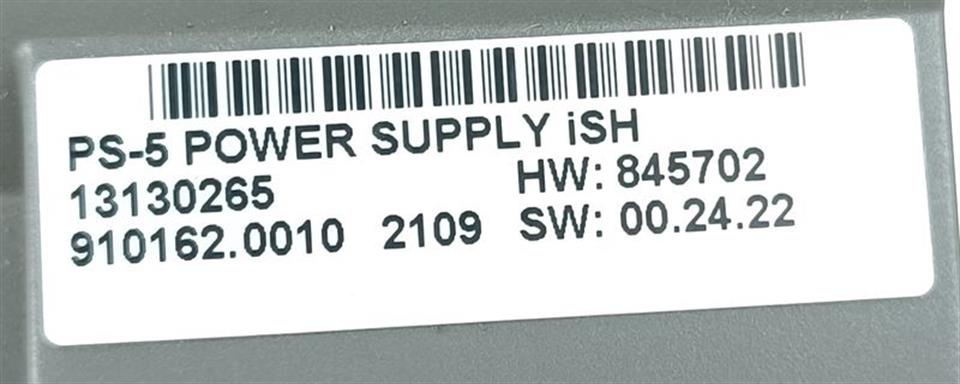 PS-5 POWER SUPPLY iSH
13130265 HW: 845702
910162.0010 2109 SW: 00.24.22